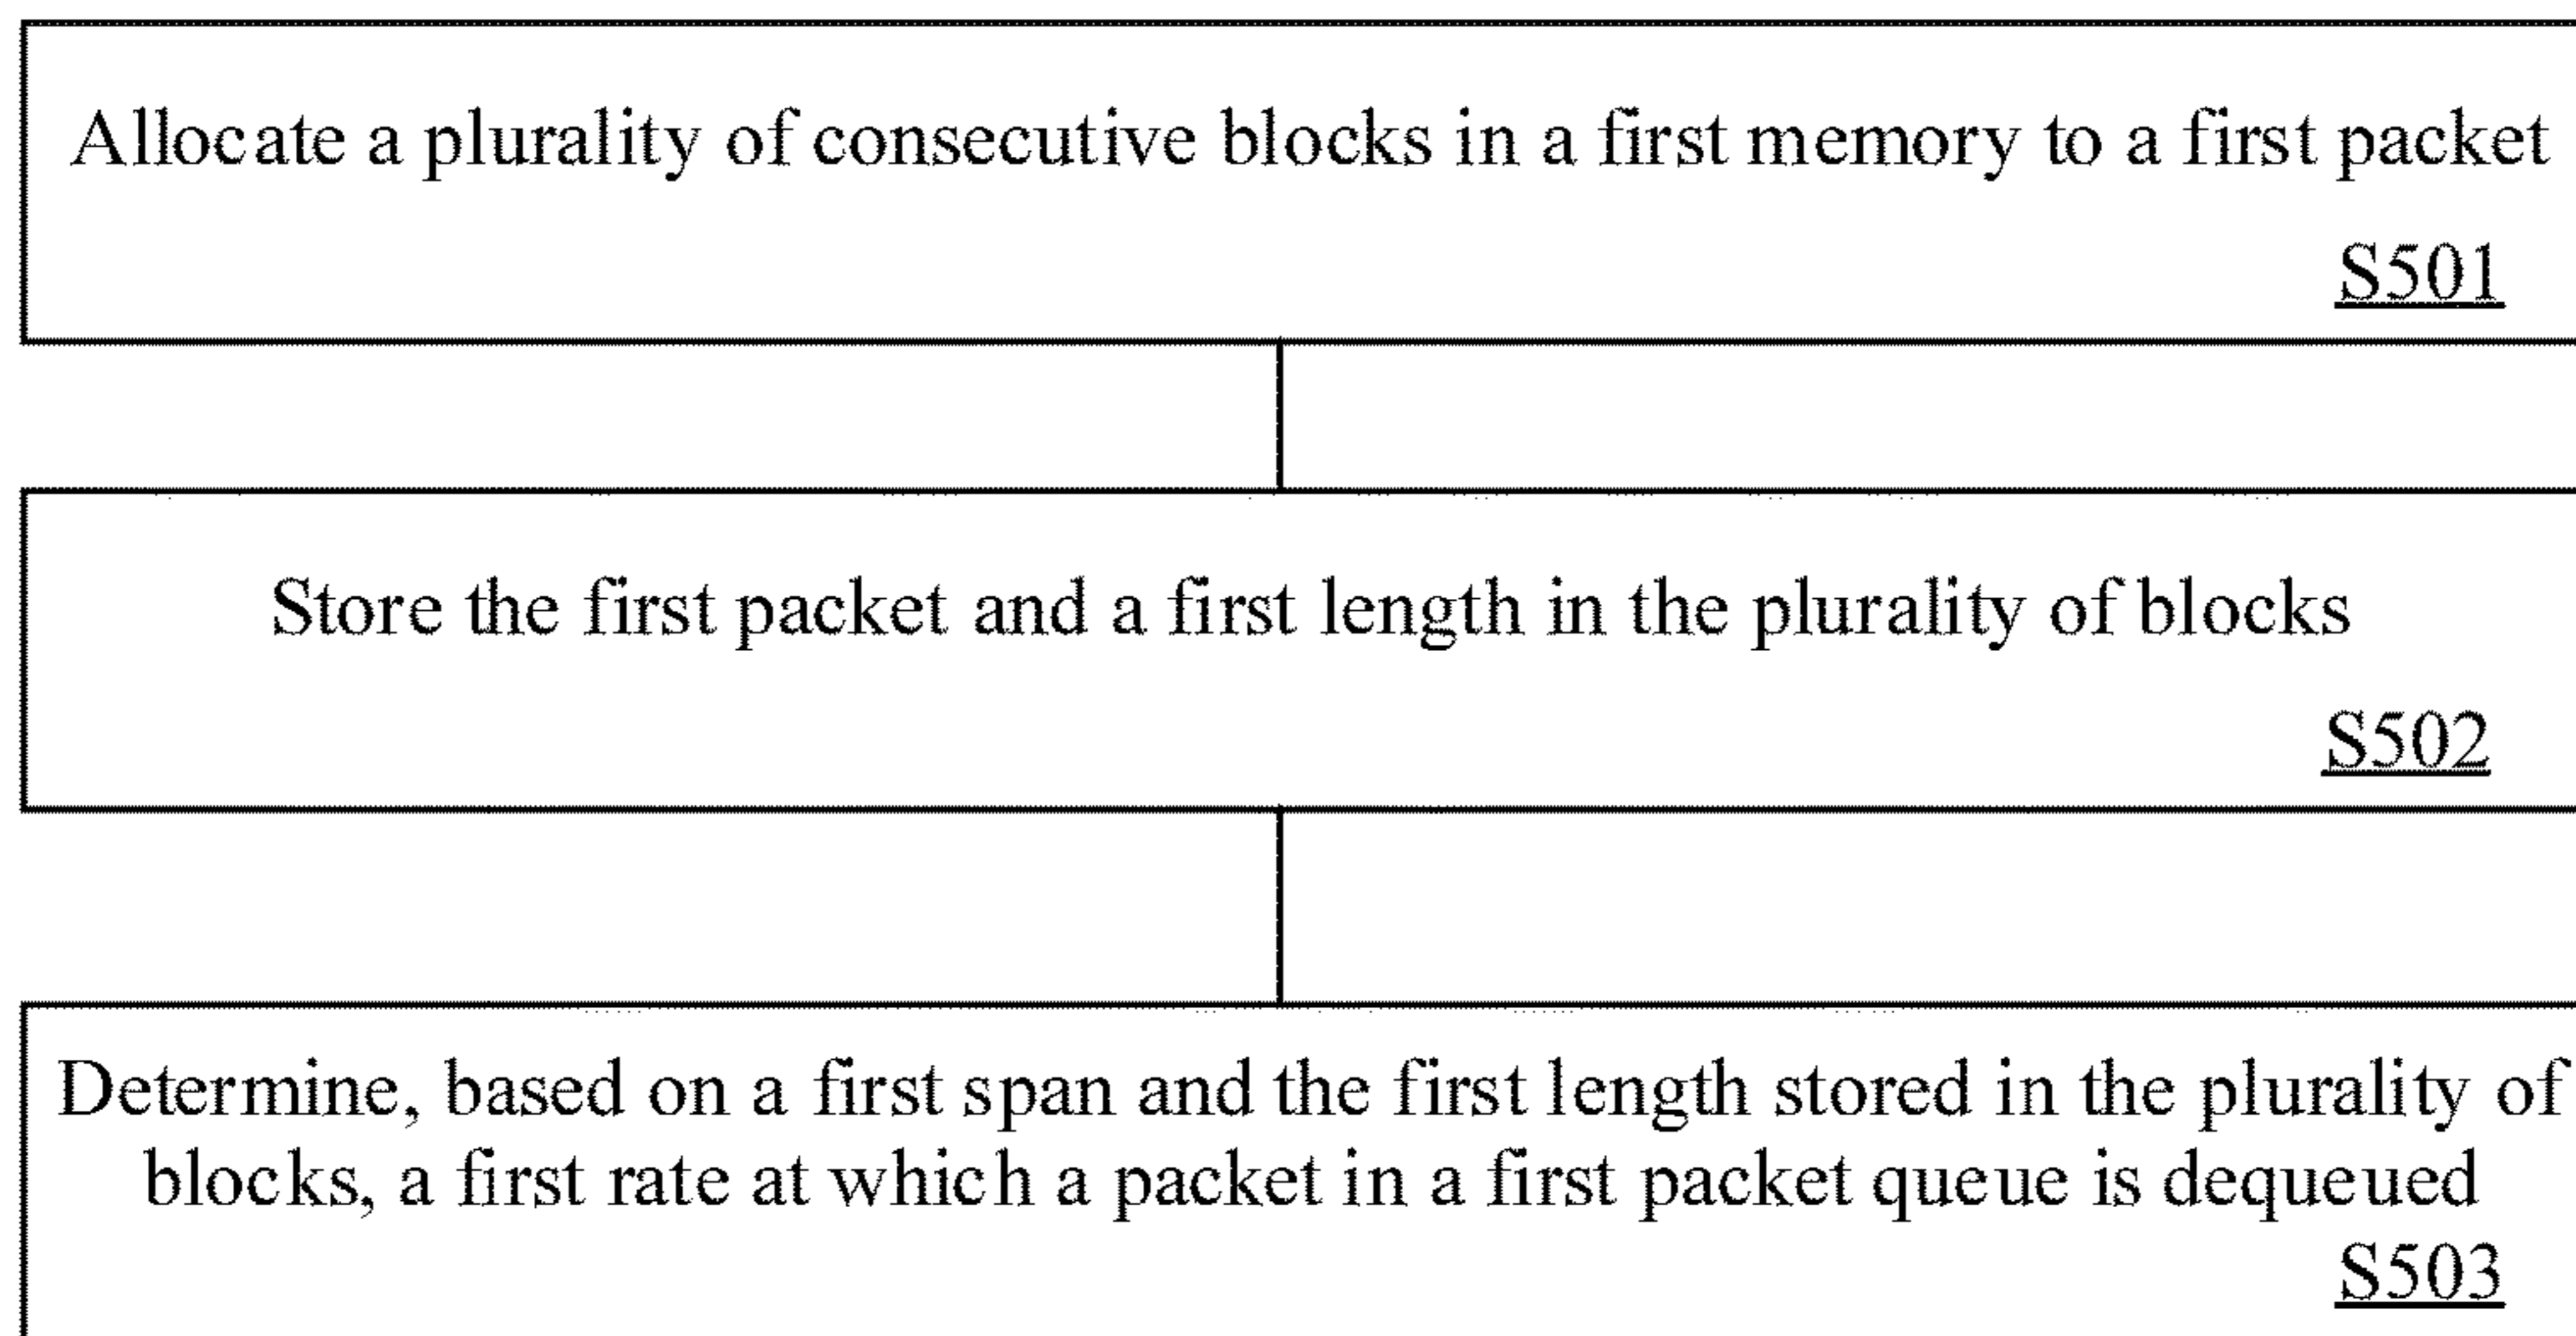 Allocate a plurality of consecutive blocks in a first memory to a first packet
S501
Store the first packet and a first length in the plurality of blocks
S502
Determine, based on a first span and the first length stored in the plurality of
blocks, a first rate at which a packet in a first packet queue is dequeued
S503